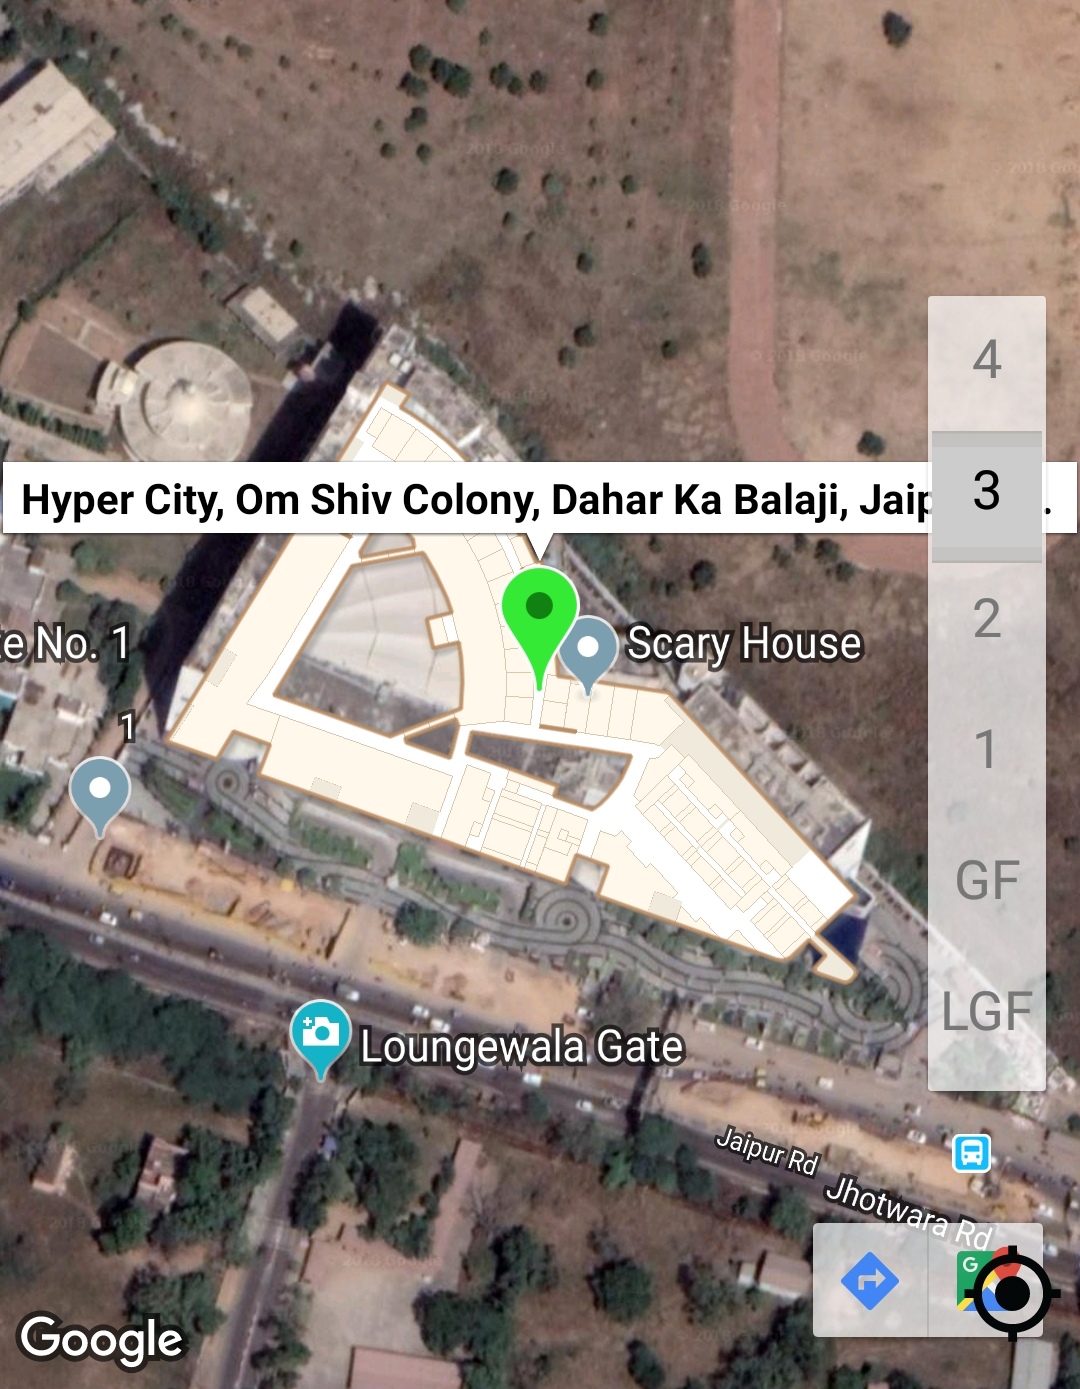 4
Hyper City, Om Shiv Colony, Dahar Ka Balaji, Jaip
3
2
e No. 1
Scary House
1
1
GF
LGF
Loungewala Gate
Jaipur Rd
Jhotwara Rd
G
Google